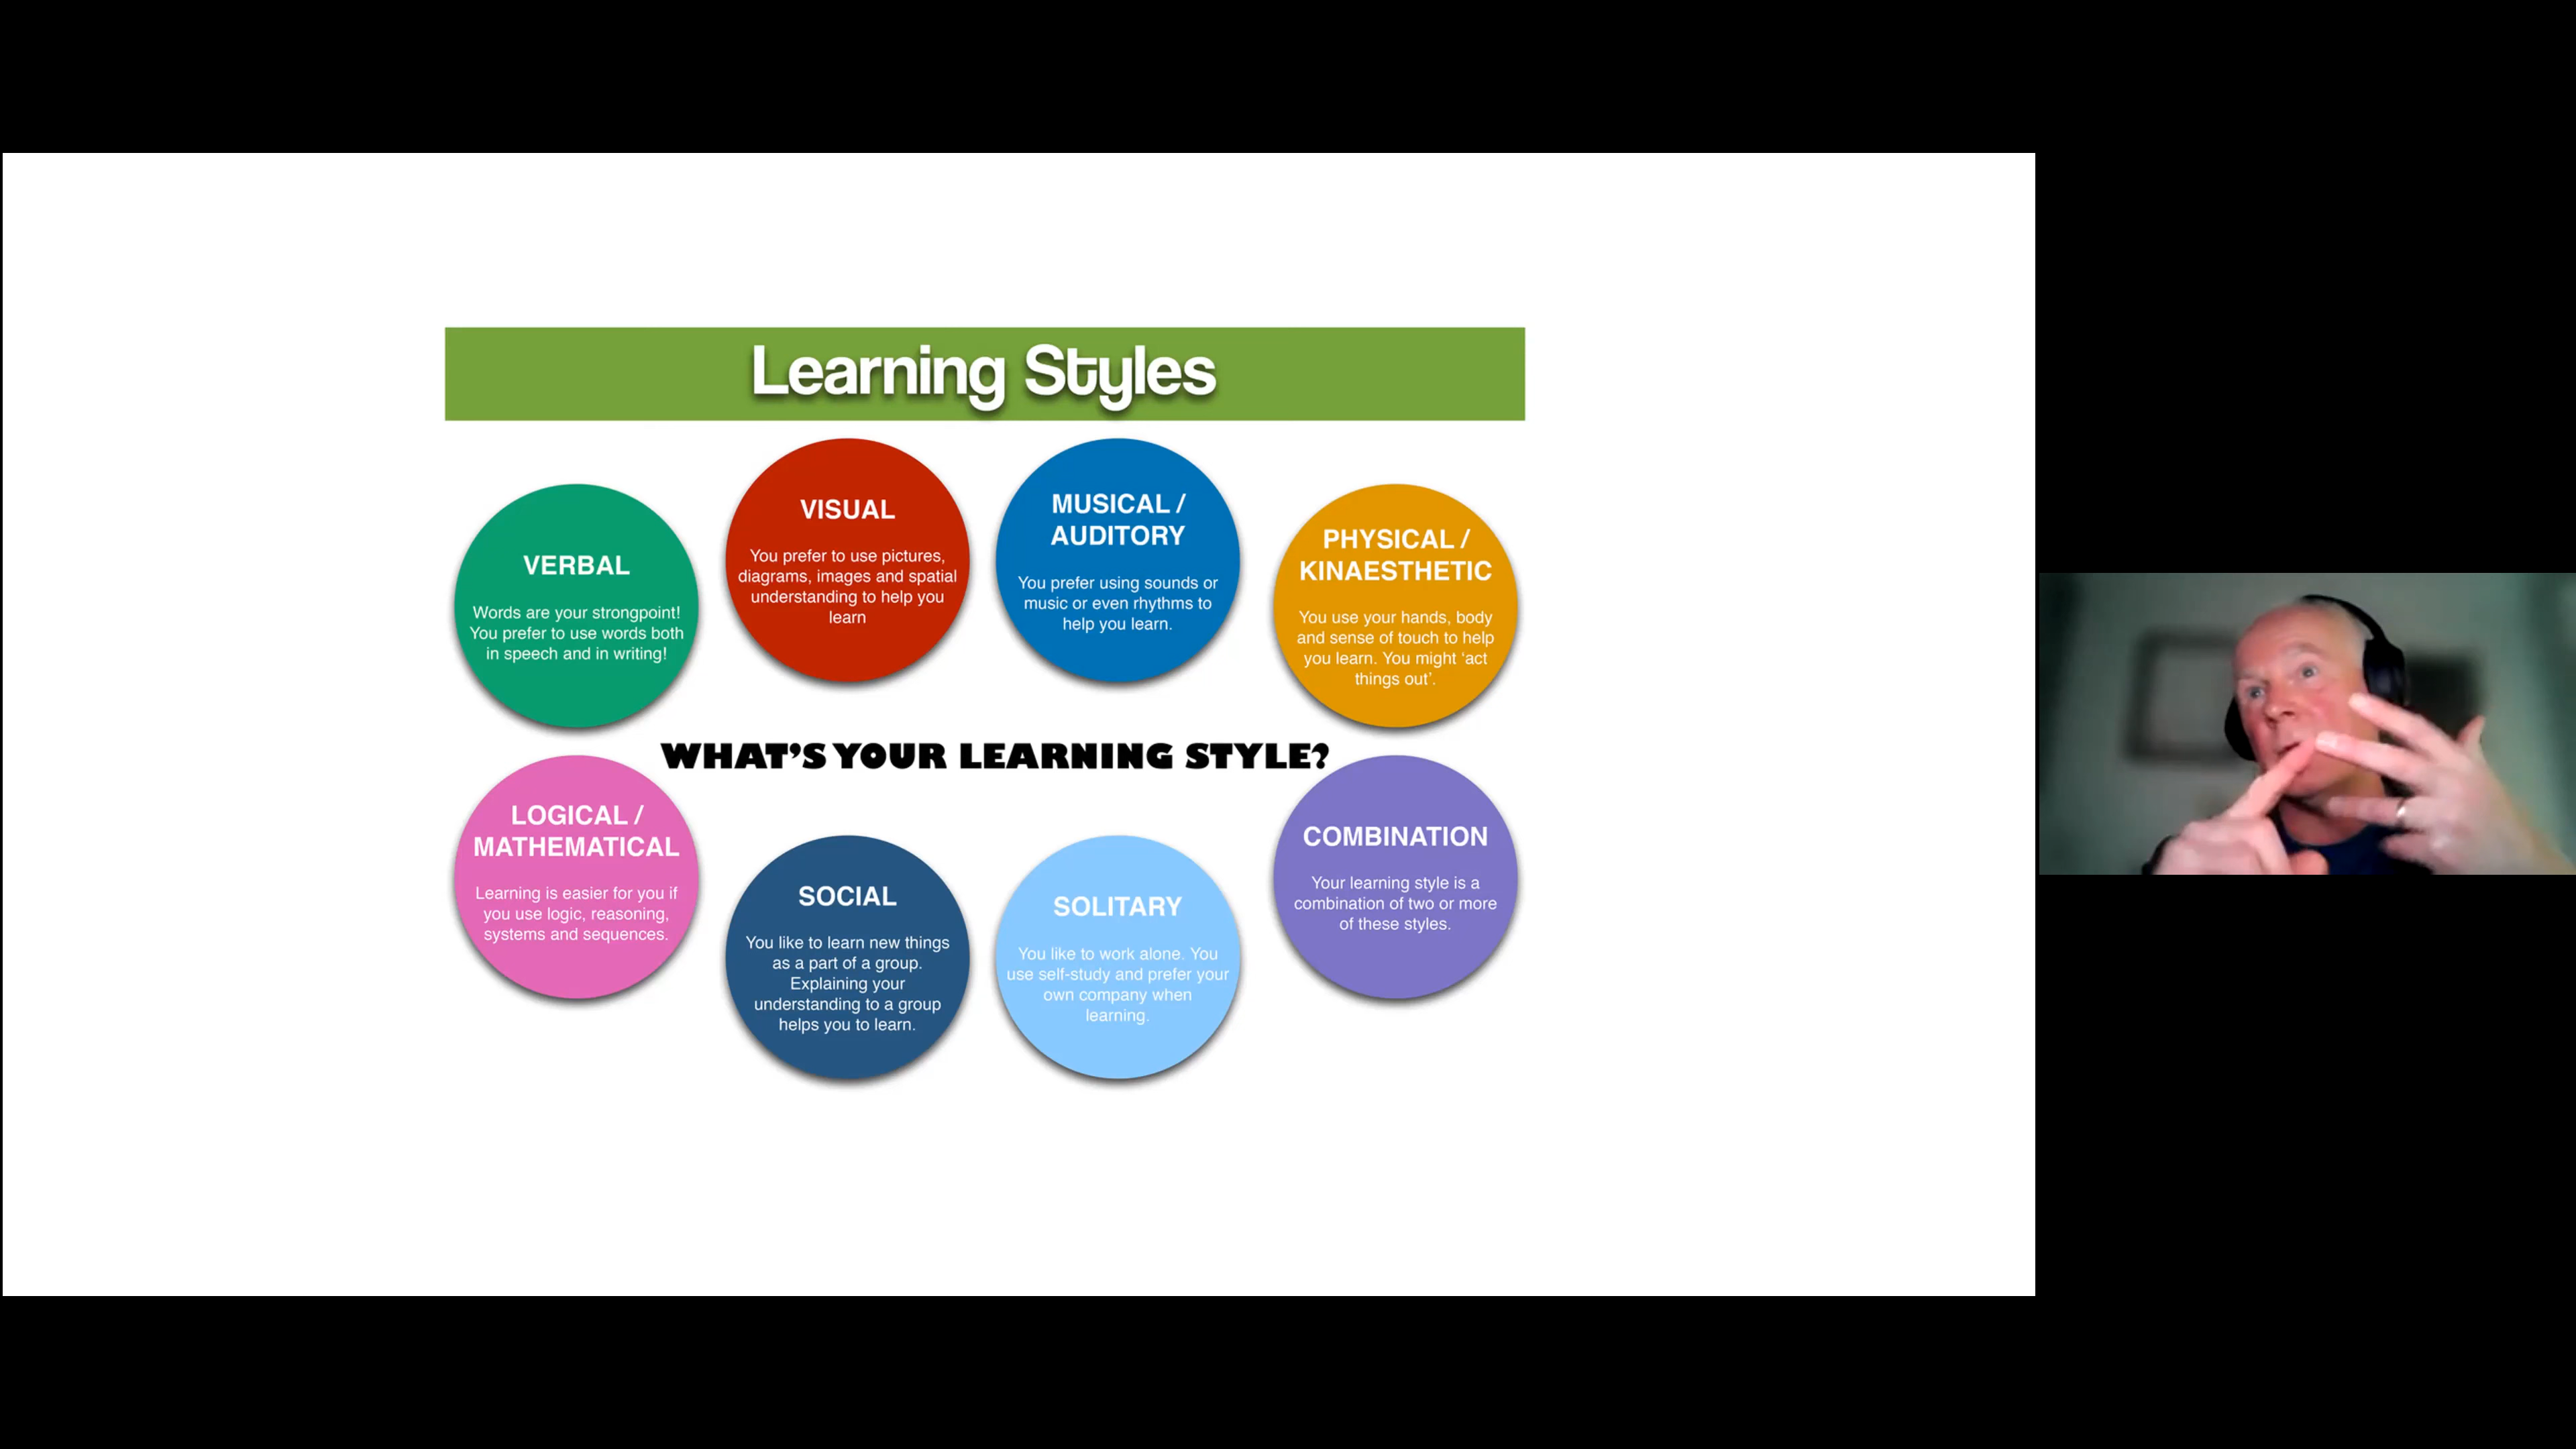 Learning Styles
VERBAL
Words are your strongpoint!
You prefer to use words both
in speech and in writing!
VISUAL
You prefer to use pictures,
diagrams, images and spatial
understanding to help you
learn
MUSICAL /
AUDITORY
You prefer using sounds or
music or even rhythms to
help you learn.
PHYSICAL /
KINAESTHETIC
You use your hands, body
and sense of touch to help
you learn. You might ‘act
things out’.
WHAT’S YOUR LEARNING STYLE?
LOGICAL /
MATHEMATICAL
Learning is easier for you if
you use logic, reasoning,
systems and sequences.
SOCIAL
You like to learn new things
as a part of a group.
Explaining your
understanding to a group
helps you to learn.
SOLITARY
You like to work alone. You
use self-study and prefer your
own company when
learning.
COMBINATION
Your learning style is a
combination of two or more
of these styles.